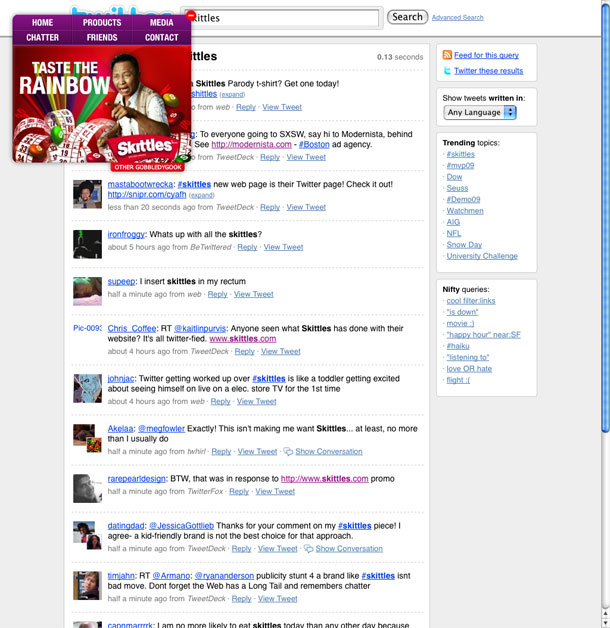 HOME PRODUCTS MEDIA
CHATTER FRIENDS CONTACT
TASTE THE
RAINBOW
Skittles
OTHER GOBBLEDYGOOK
kittles
Search
Advanced Search
ittles
0.13 seconds
a Skittles Parody t-shirt? Get one today!
shittles (expand)
ago from web · Reply · View Tweet
: To everyone going to SXSW, say hi to Modernista, behind
See http://modernista.com - #Boston ad agency.
from TweetDeck · Reply · View Tweet
mastabootwrecka: #skittles new web page is their Twitter page! Check it out!
http://snipr.com/cyafh (expand)
less than 20 seconds ago from TweetDeck · Reply · View Tweet
ironfroggy: Whats up with all the skittles?
about 5 hours ago from BeTwittered · Reply · View Tweet
supeep: I insert skittles in my rectum
half a minute ago from web · Reply · View Tweet
Pic-009
Chris_Coffee: RT @kaitlinpurvis: Anyone seen what Skittles has done with their
website? It's all twitter-fied. www.skittles.com
about 4 hours ago from TweetDeck · Reply · View Tweet
johnjac: Twitter getting worked up over #skittles is like a toddler getting excited
about seeing himself on live on a elec. store TV for the 1st time
about 4 hours ago from web · Reply · View Tweet
Akelaa: @megfowler Exactly! This isn't making me want Skittles... at least, no more
than I usually do
half a minute ago from twhirl · Reply · View Tweet · Show Conversation
rarepearldesign: BTW, that was in response to http://www.skittles.com promo
half a minute ago from TwitterFox · Reply · View Tweet
datingdad: @JessicaGottlieb Thanks for your comment on my #skittles piece! I
agree- a kid-friendly brand is not the best choice for that approach.
half a minute ago from TweetDeck · Reply · View Tweet · Show Conversation
timjahn: RT @Armano: @ryananderson publicity stunt 4 a brand like #skittles isnt
bad move. Dont forget the Web has a Long Tail and remembers chatter
half a minute ago from TweetDeck · Reply · View Tweet
I am no more likely to eat skittles today than any other day because
Feed for this query
Twitter these results
Show tweets written in:
Any Language
Trending topics:
· #skittles
· #mvp09
· Dow
· Seuss
· #Demo09
· Watchmen
· AIG
· NFL
· Snow Day
· University Challenge
Nifty queries:
· cool filter:links
· "is down"
· movie :)
· "happy hour" near:SF
· #haiku
· "listening to"
· love OR hate
· flight :(